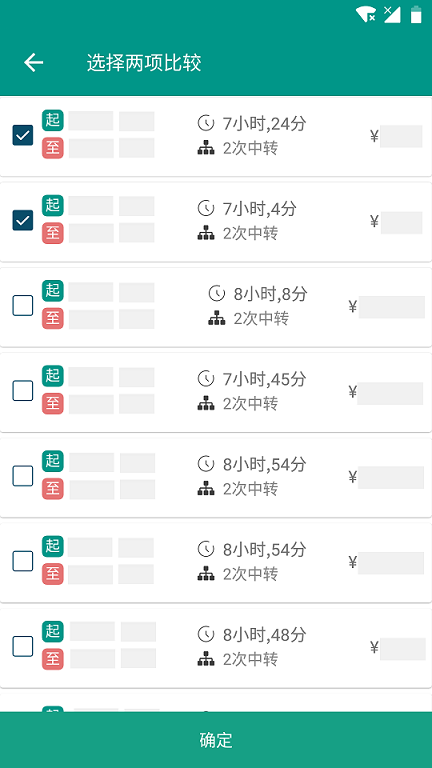 选择两项比较
起 7小时,24分
至 2次中转 ¥
起 7小时,4分
至 2次中转 ¥
起 8小时,8分
至 2次中转 ¥
起 7小时,45分
至 2次中转 ¥
起 8小时,54分
至 2次中转 ¥
起 8小时,54分
至 2次中转 ¥
起 8小时,48分
至 2次中转 ¥
确定